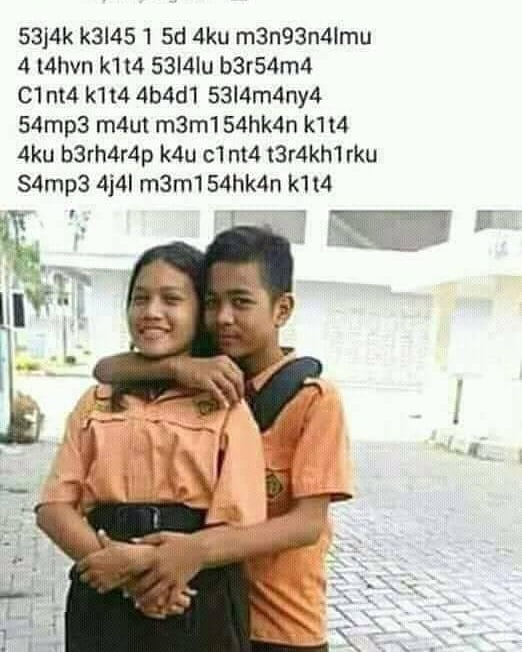 53j4k k3l45 1 5d 4ku m3n93n4lmu
4 t4hvn k1t4 53l4lu b3r54m4
C1nt4 k1t4 4b4d1 53l4m4ny4
54mp3 m4ut m3m154hk4n k1t4
4ku b3rh4r4p k4u c1nt4 t3r4kh1rku
S4mp3 4j4l m3m154hk4n k1t4